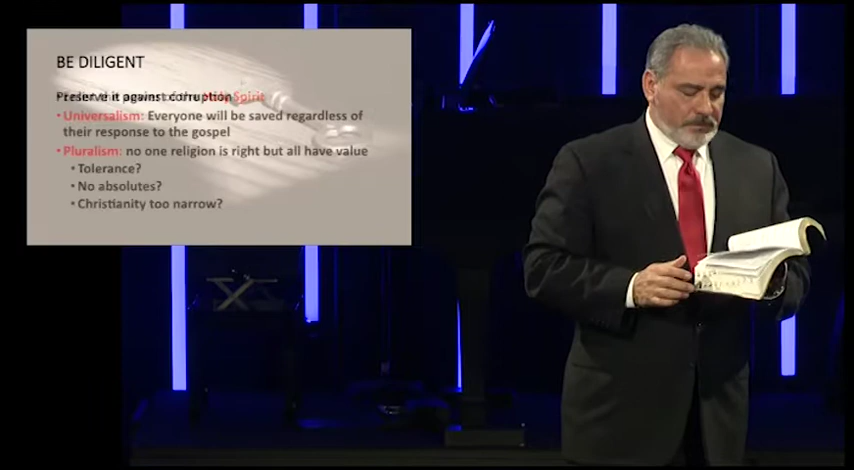 BE DILIGENT
Preserve it against corruption Spirit
• Universalism: Everyone will be saved regardless of
their response to the gospel
• Pluralism: no one religion is right but all have value
• Tolerance?
• No absolutes?
• Christianity too narrow?